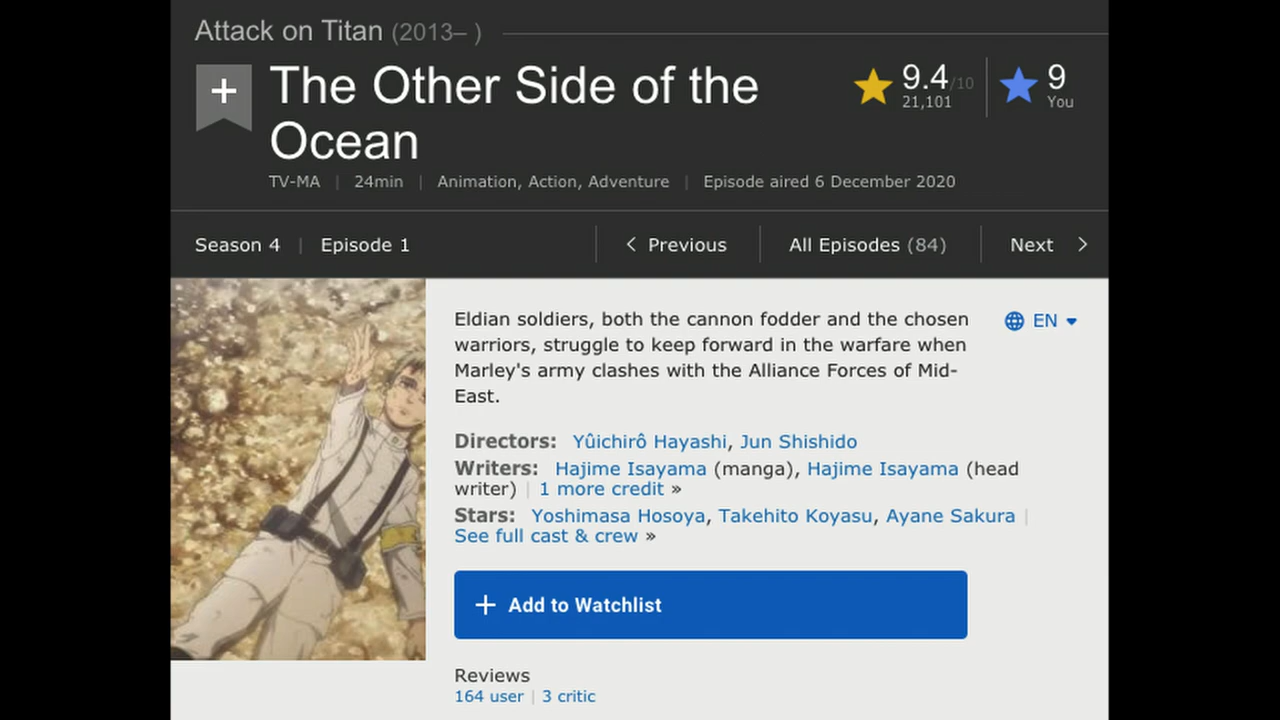 Attack on Titan (2013– )
The Other Side of the
Ocean
9.4/10
21,101
9
You
TV-MA | 24min | Animation, Action, Adventure | Episode aired 6 December 2020
Season 4 | Episode 1
Previous
All Episodes (84)
Next
Eldian soldiers, both the cannon fodder and the chosen
warriors, struggle to keep forward in the warfare when
Marley's army clashes with the Alliance Forces of Mid-
East.
EN
Directors: Yûichirô Hayashi, Jun Shishido
Writers: Hajime Isayama (manga), Hajime Isayama (head
writer) | 1 more credit »
Stars: Yoshimasa Hosoya, Takehito Koyasu, Ayane Sakura |
See full cast & crew »
+ Add to Watchlist
Reviews
164 user | 3 critic